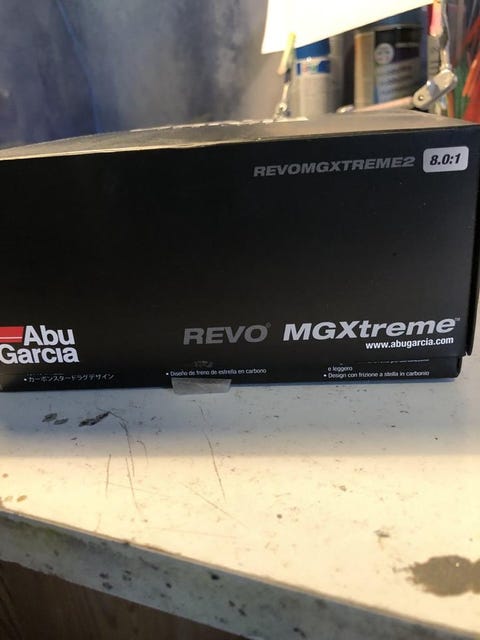 REVOMGXTREME2 8.0:1
Abu
Garcia
REVO® MGXtreme™
www.abugarcia.com
• カーボンスタードラグデザイン
• Diseño de freno de estrella en carbono
e leggero
• Design con frizione a stella in carbonio